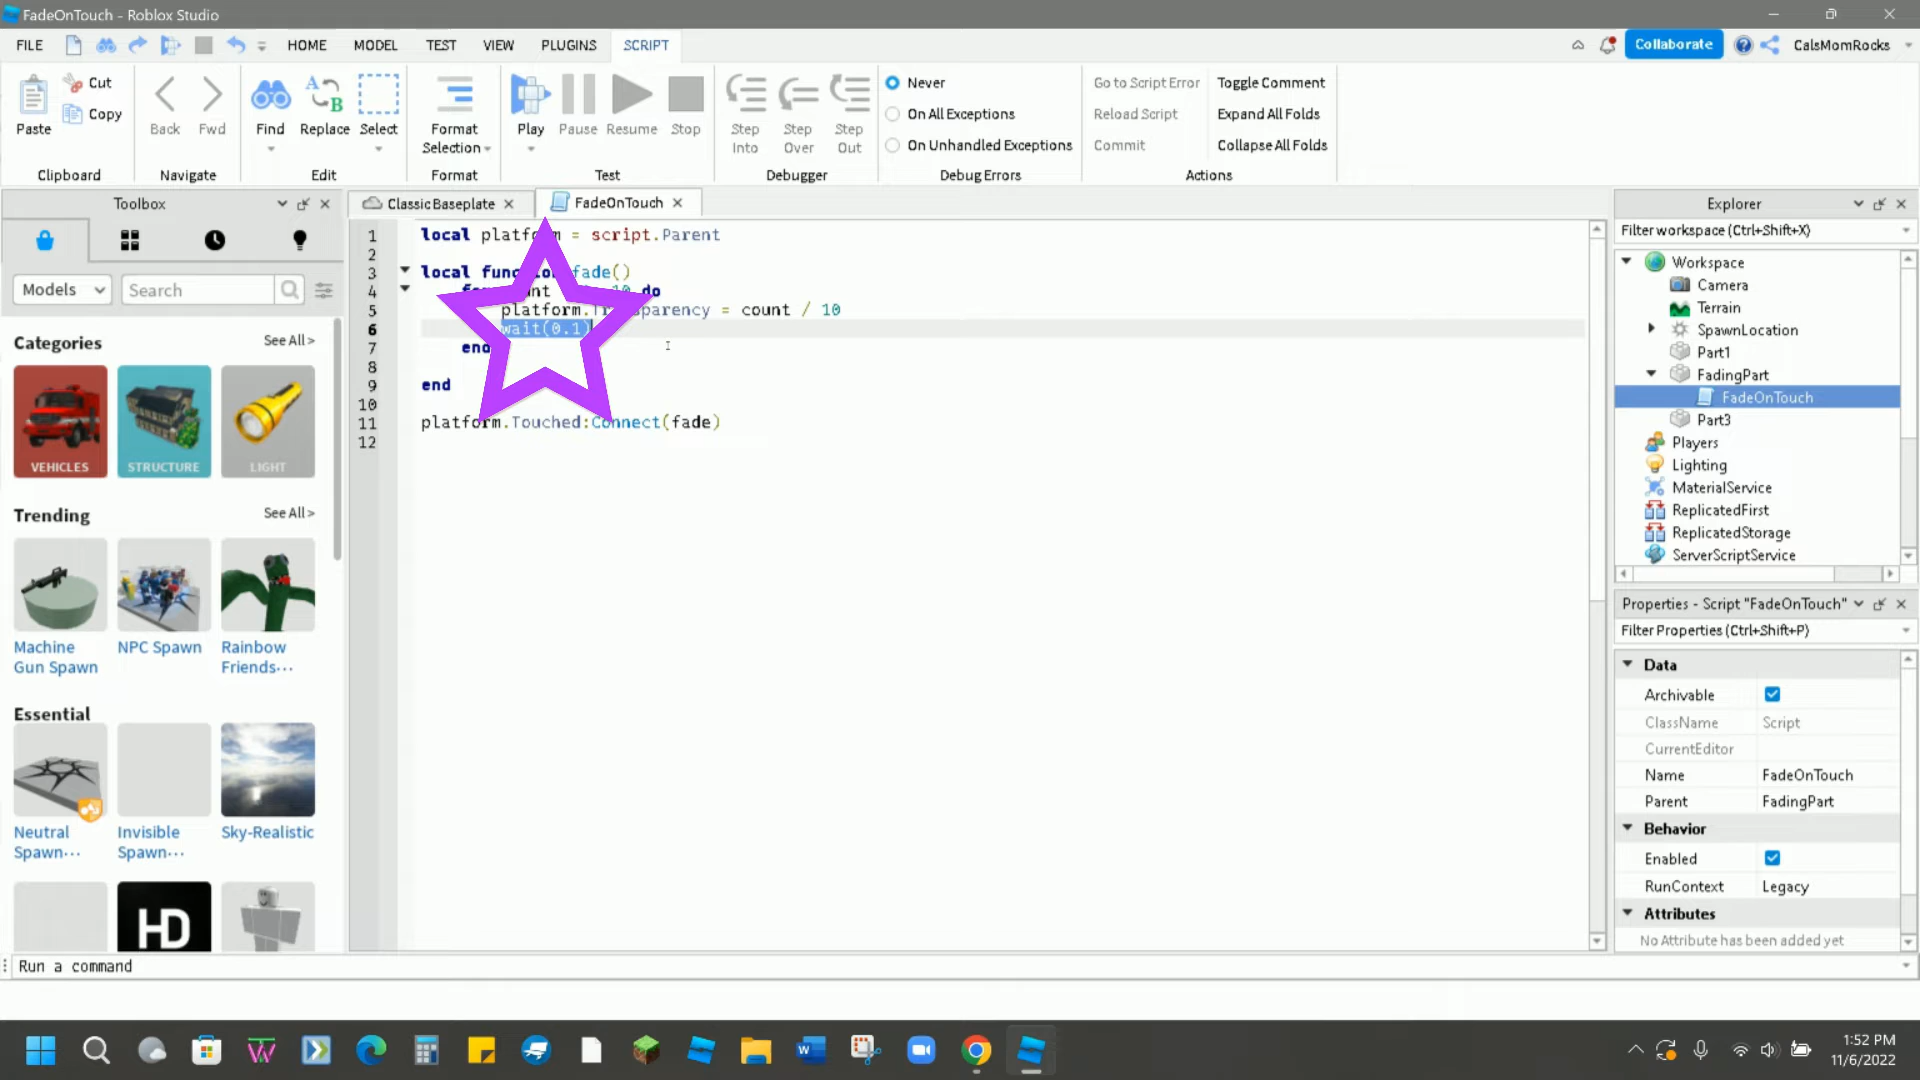 FadeOnTouch - Roblox Studio
FILE HOME MODEL TEST VIEW PLUGINS SCRIPT Collaborate CalsMomRocks
Paste Cut Copy Back Fwd Find Replace Select Format Selection Play Pause Resume Stop Step Into Step Over Step Out
Never Go to Script Error Toggle Comment
On All Exceptions Reload Script Expand All Folds
On Unhandled Exceptions Commit Collapse All Folds
Clipboard Navigate Edit Format Test Debugger Debug Errors Actions
Toolbox
Models Search
Categories See All >
VEHICLES STRUCTURE LIGHT
Trending See All >
Machine Gun Spawn
NPC Spawn
Rainbow Friends...
Essential
Neutral Spawn...
Invisible Spawn...
Sky-Realistic
HD
Classic Baseplate FadeOnTouch
1 local platform = script.Parent
2
3 local function fade()
4 10 do
5 platform.Transparency = count / 10
6 wait(0.1)
7 end
8
9 end
10
11 platform.Touched:Connect(fade)
12
Explorer
Filter workspace (Ctrl+Shift+X)
Workspace
Camera
Terrain
SpawnLocation
Part1
FadingPart
FadeOnTouch
Part3
Players
Lighting
MaterialService
ReplicatedFirst
ReplicatedStorage
ServerScriptService
Properties - Script "FadeOnTouch"
Filter Properties (Ctrl+Shift+P)
Data
Archivable
ClassName Script
CurrentEditor
Name FadeOnTouch
Parent FadingPart
Behavior
Enabled
RunContext Legacy
Attributes
No Attribute has been added yet
Run a command
1:52 PM
11/6/2022